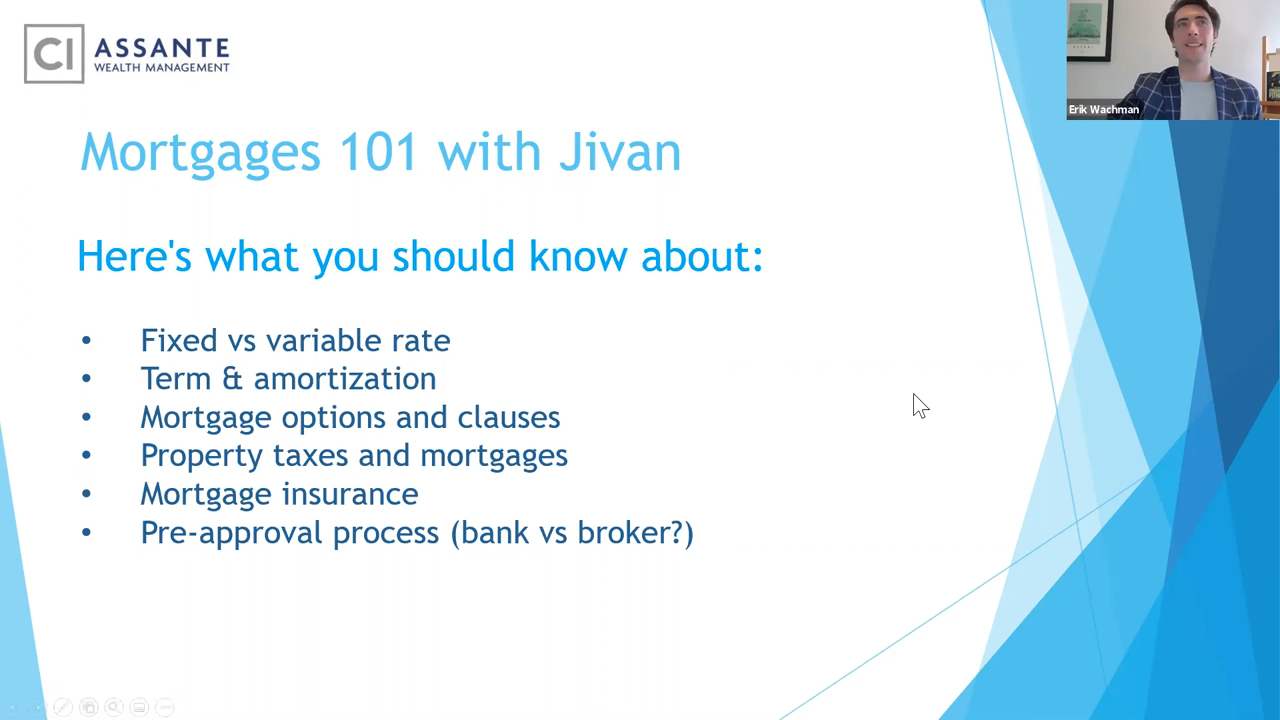 CI ASSANTE
WEALTH MANAGEMENT
Erik Wachman
Mortgages 101 with Jivan
Here's what you should know about:
• Fixed vs variable rate
• Term & amortization
• Mortgage options and clauses
• Property taxes and mortgages
• Mortgage insurance
• Pre-approval process (bank vs broker?)